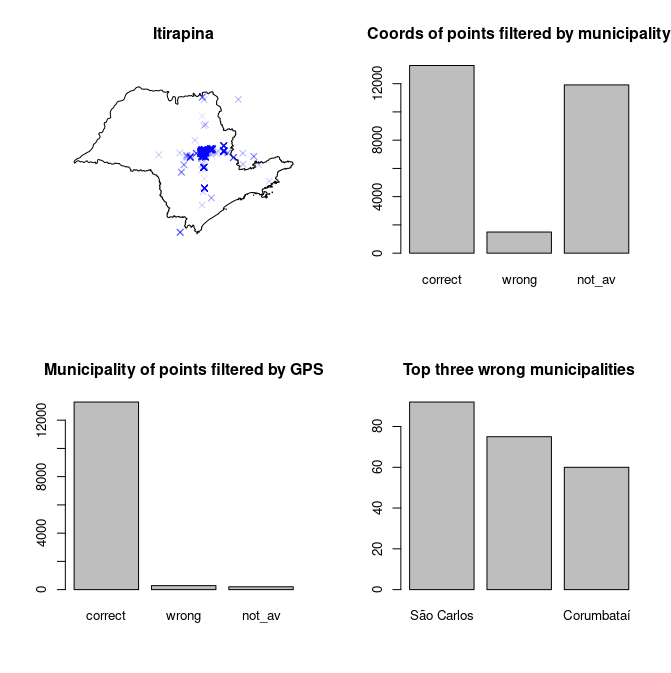 Itirapina
Coords of points filtered by municipality
12000
8000
4000
0
correct wrong not_av
Municipality of points filtered by GPS
12000
8000
4000
0
correct wrong not_av
Top three wrong municipalities
80
60
40
20
0
São Carlos Corumbataí